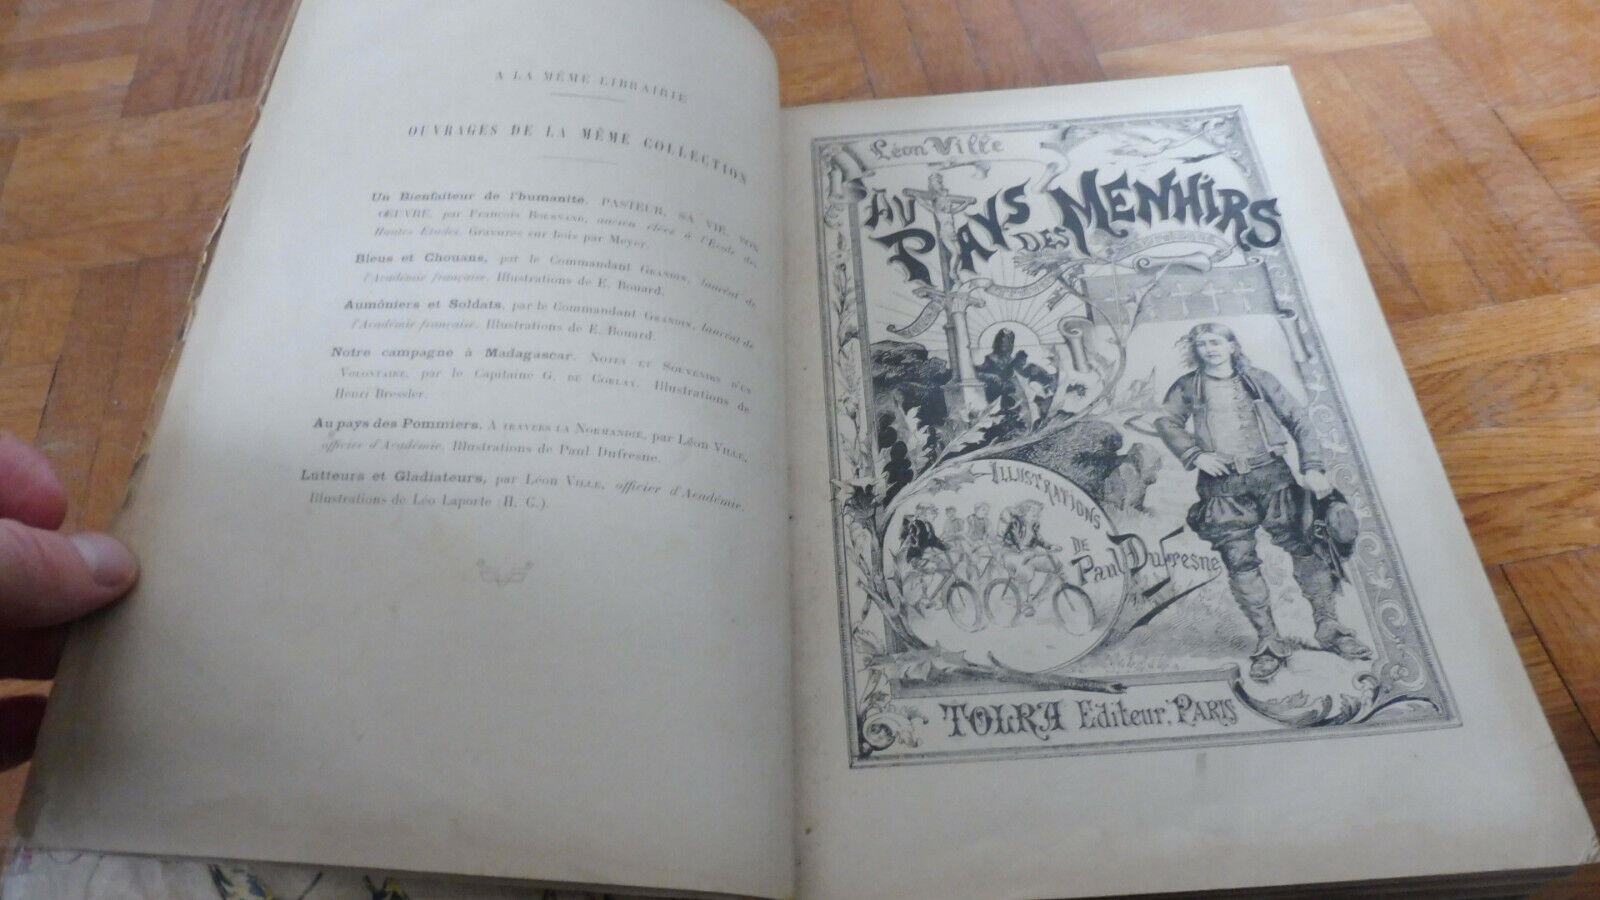 A LA MÊME LIBRAIRIE
OUVRAGES DE LA MÊME COLLECTION
Un Bienfaiteur de l'humanité. PASTEUR, SA VIE, SON
ŒUVRE, par François Bournand, ancien élève à l'École des
Hautes Études. Gravures sur bois par Meyer.
Bleus et Chouans, par le Commandant Grandin, lauréat de
l'Académie française. Illustrations de E. Bouard.
Aumôniers et Soldats, par le Commandant Grandin, lauréat de
l'Académie française. Illustrations de E. Bouard.
Notre campagne à Madagascar. Notes et Souvenirs d'un
Volontaire, par le Capitaine G. de Corlay. Illustrations de
Henri Bressler.
Au pays des Pommiers. À travers la Normandie, par Léon Ville,
officier d'Académie. Illustrations de Paul Dufresne.
Lutteurs et Gladiateurs, par Léon Ville, officier d'Académie.
Illustrations de Léo Laporte (H. C.).
Léon Ville
AU PAYS DES MENHIRS
ILLUSTRATIONS
DE
Paul Dufresne
TOLRA Editeur. PARIS